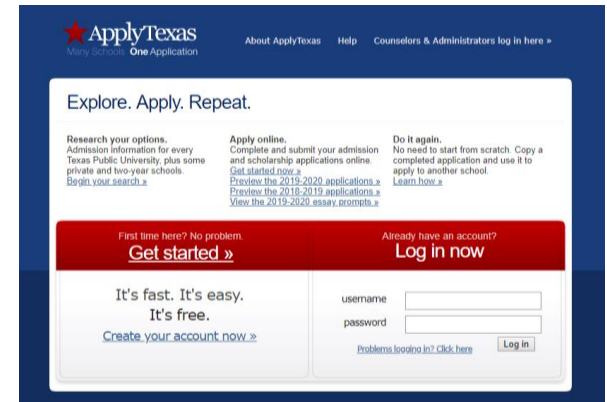 ApplyTexas
Many Schools One Application
About ApplyTexas Help Counselors & Administrators log in here »
Explore. Apply. Repeat.
Research your options.
Admission information for every
Texas Public University, plus some
private and two-year schools.
Begin your search »
Apply online.
Complete and submit your admission
and scholarship applications online.
Get started now »
Preview the 2019-2020 applications »
Preview the 2018-2019 applications »
View the 2019-2020 essay prompts »
Do it again.
No need to start from scratch. Copy a
completed application and use it to
apply to another school.
Learn how »
First time here? No problem.
Get started »
Already have an account?
Log in now
It's fast. It's easy.
It's free.
Create your account now »
username
password
Problems logging in? Click here
Log in